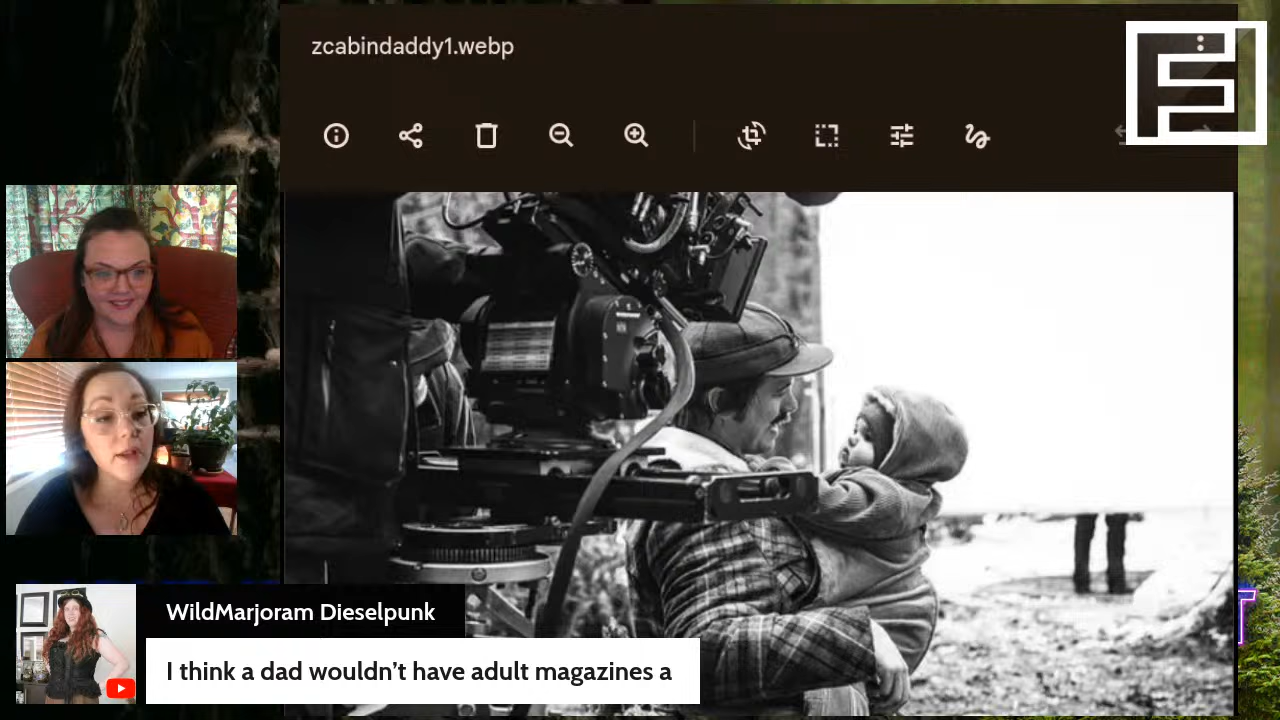 zcabindaddy1.webp
WildMarjoram Dieselpunk
I think a dad wouldn't have adult magazines a